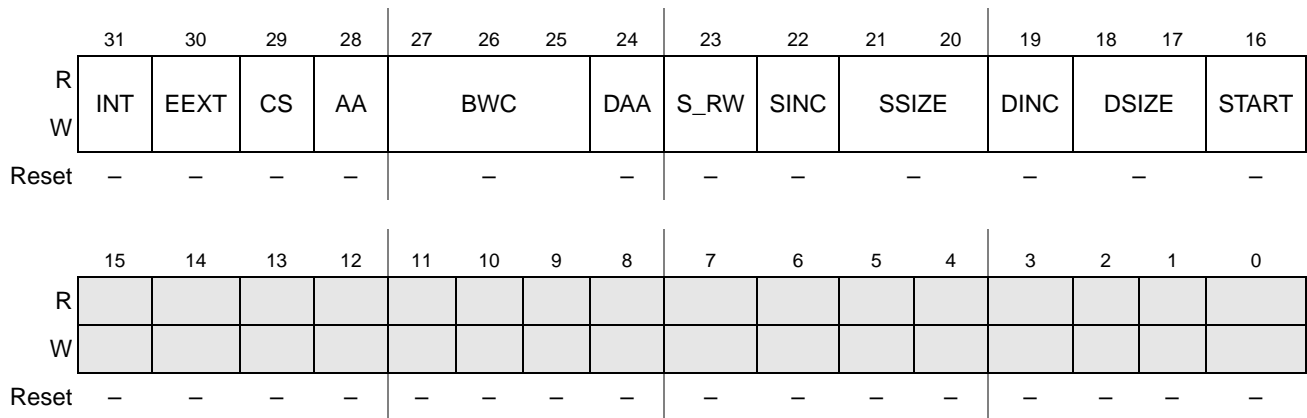 31 30 29 28 27 26 25 24 23 22 21 20 19 18 17 16
R
INT EEXT CS AA BWC DAA S_RW SINC SSIZE DINC DSIZE START
W
Reset – – – – – – – – – – – –
15 14 13 12 11 10 9 8 7 6 5 4 3 2 1 0
R
W
Reset – – – – – – – – – – – – – – – –